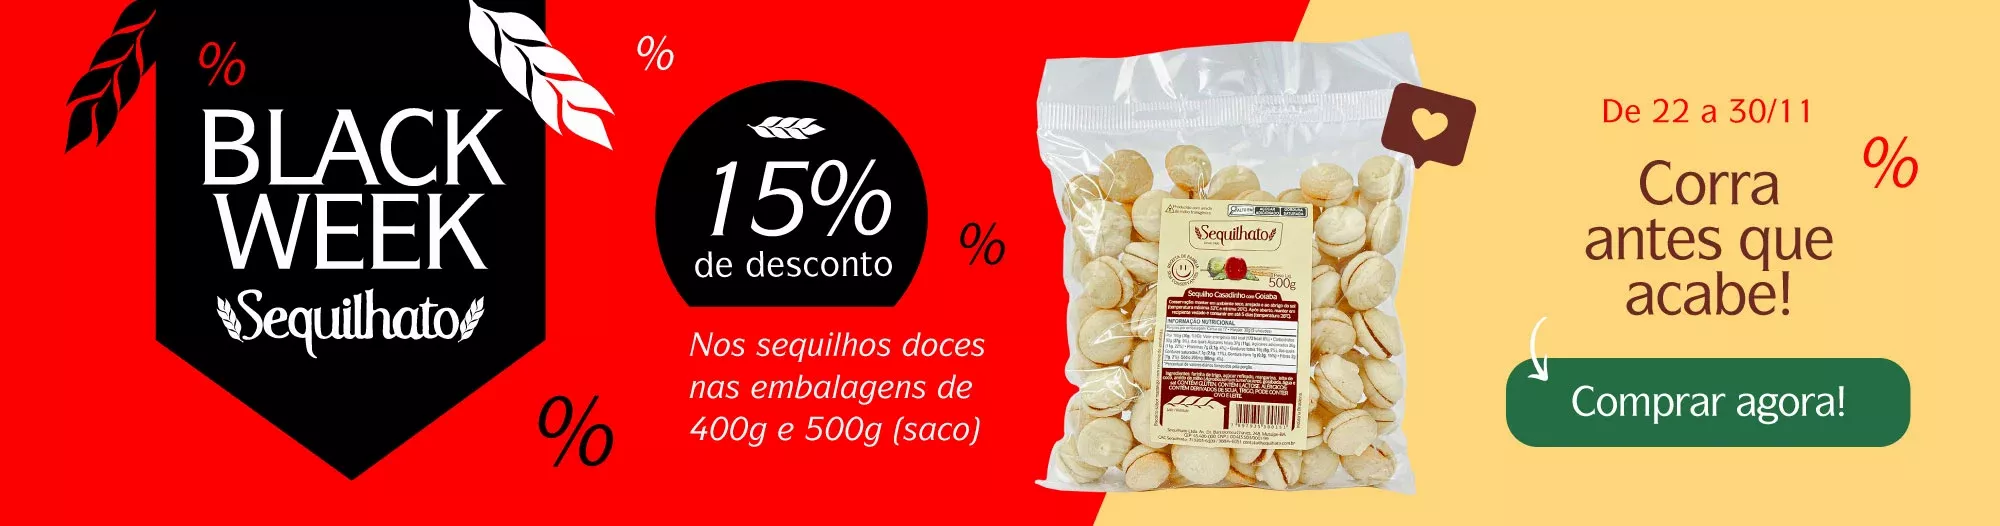 %
BLACK
WEEK
Sequilhato
%
15%
de desconto
%
%
Nos sequilhos doces
nas embalagens de
400g e 500g (saco)
Sequilhato
500g
Sequilho Casadinho com Goiaba
INFORMAÇÃO NUTRICIONAL
De 22 a 30/11
%
Corra
antes que
acabe!
Comprar agora!